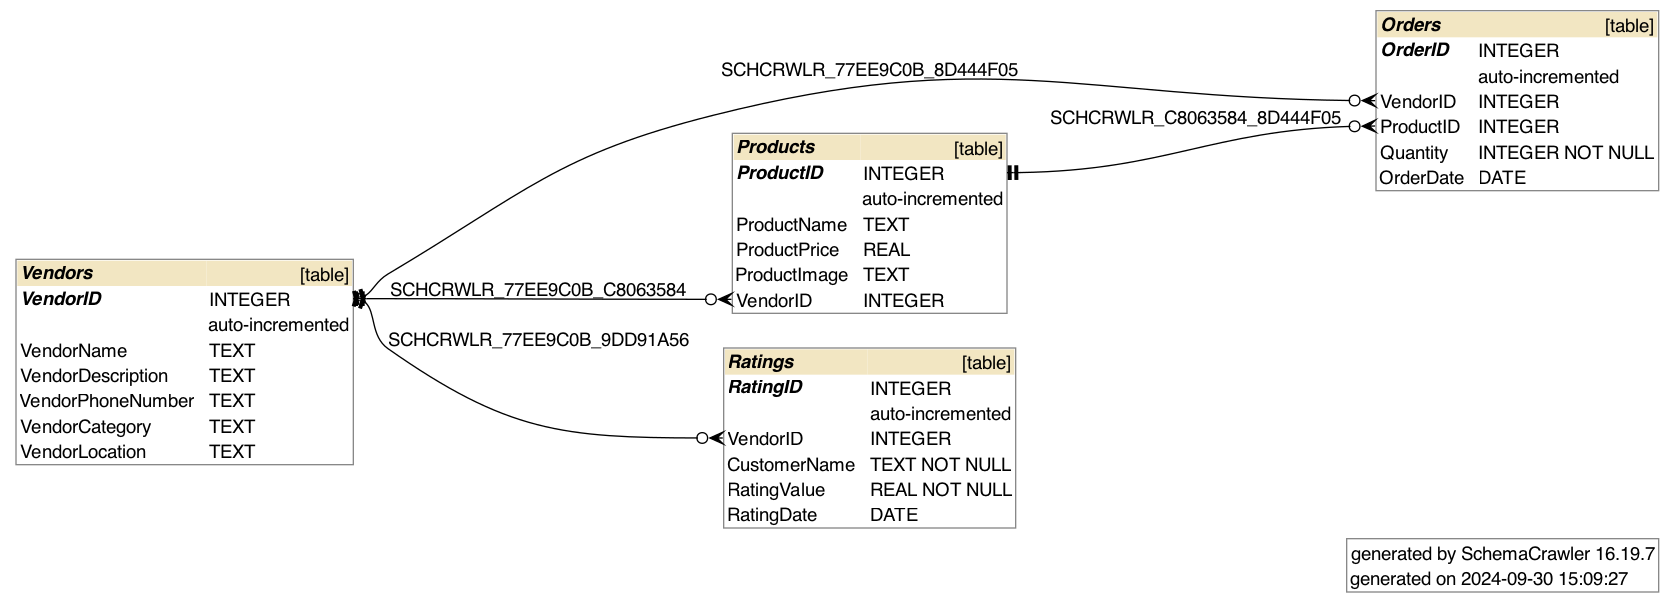 Orders [table]
OrderID INTEGER
auto-incremented
VendorID INTEGER
ProductID INTEGER
Quantity INTEGER NOT NULL
OrderDate DATE
SCHCRWLR_77EE9C0B_8D444F05
SCHCRWLR_C8063584_8D444F05
Products [table]
ProductID INTEGER
auto-incremented
ProductName TEXT
ProductPrice REAL
ProductImage TEXT
VendorID INTEGER
Vendors [table]
VendorID INTEGER
auto-incremented
VendorName TEXT
VendorDescription TEXT
VendorPhoneNumber TEXT
VendorCategory TEXT
VendorLocation TEXT
SCHCRWLR_77EE9C0B_C8063584
SCHCRWLR_77EE9C0B_9DD91A56
Ratings [table]
RatingID INTEGER
auto-incremented
VendorID INTEGER
CustomerName TEXT NOT NULL
RatingValue REAL NOT NULL
RatingDate DATE
generated by SchemaCrawler 16.19.7
generated on 2024-09-30 15:09:27